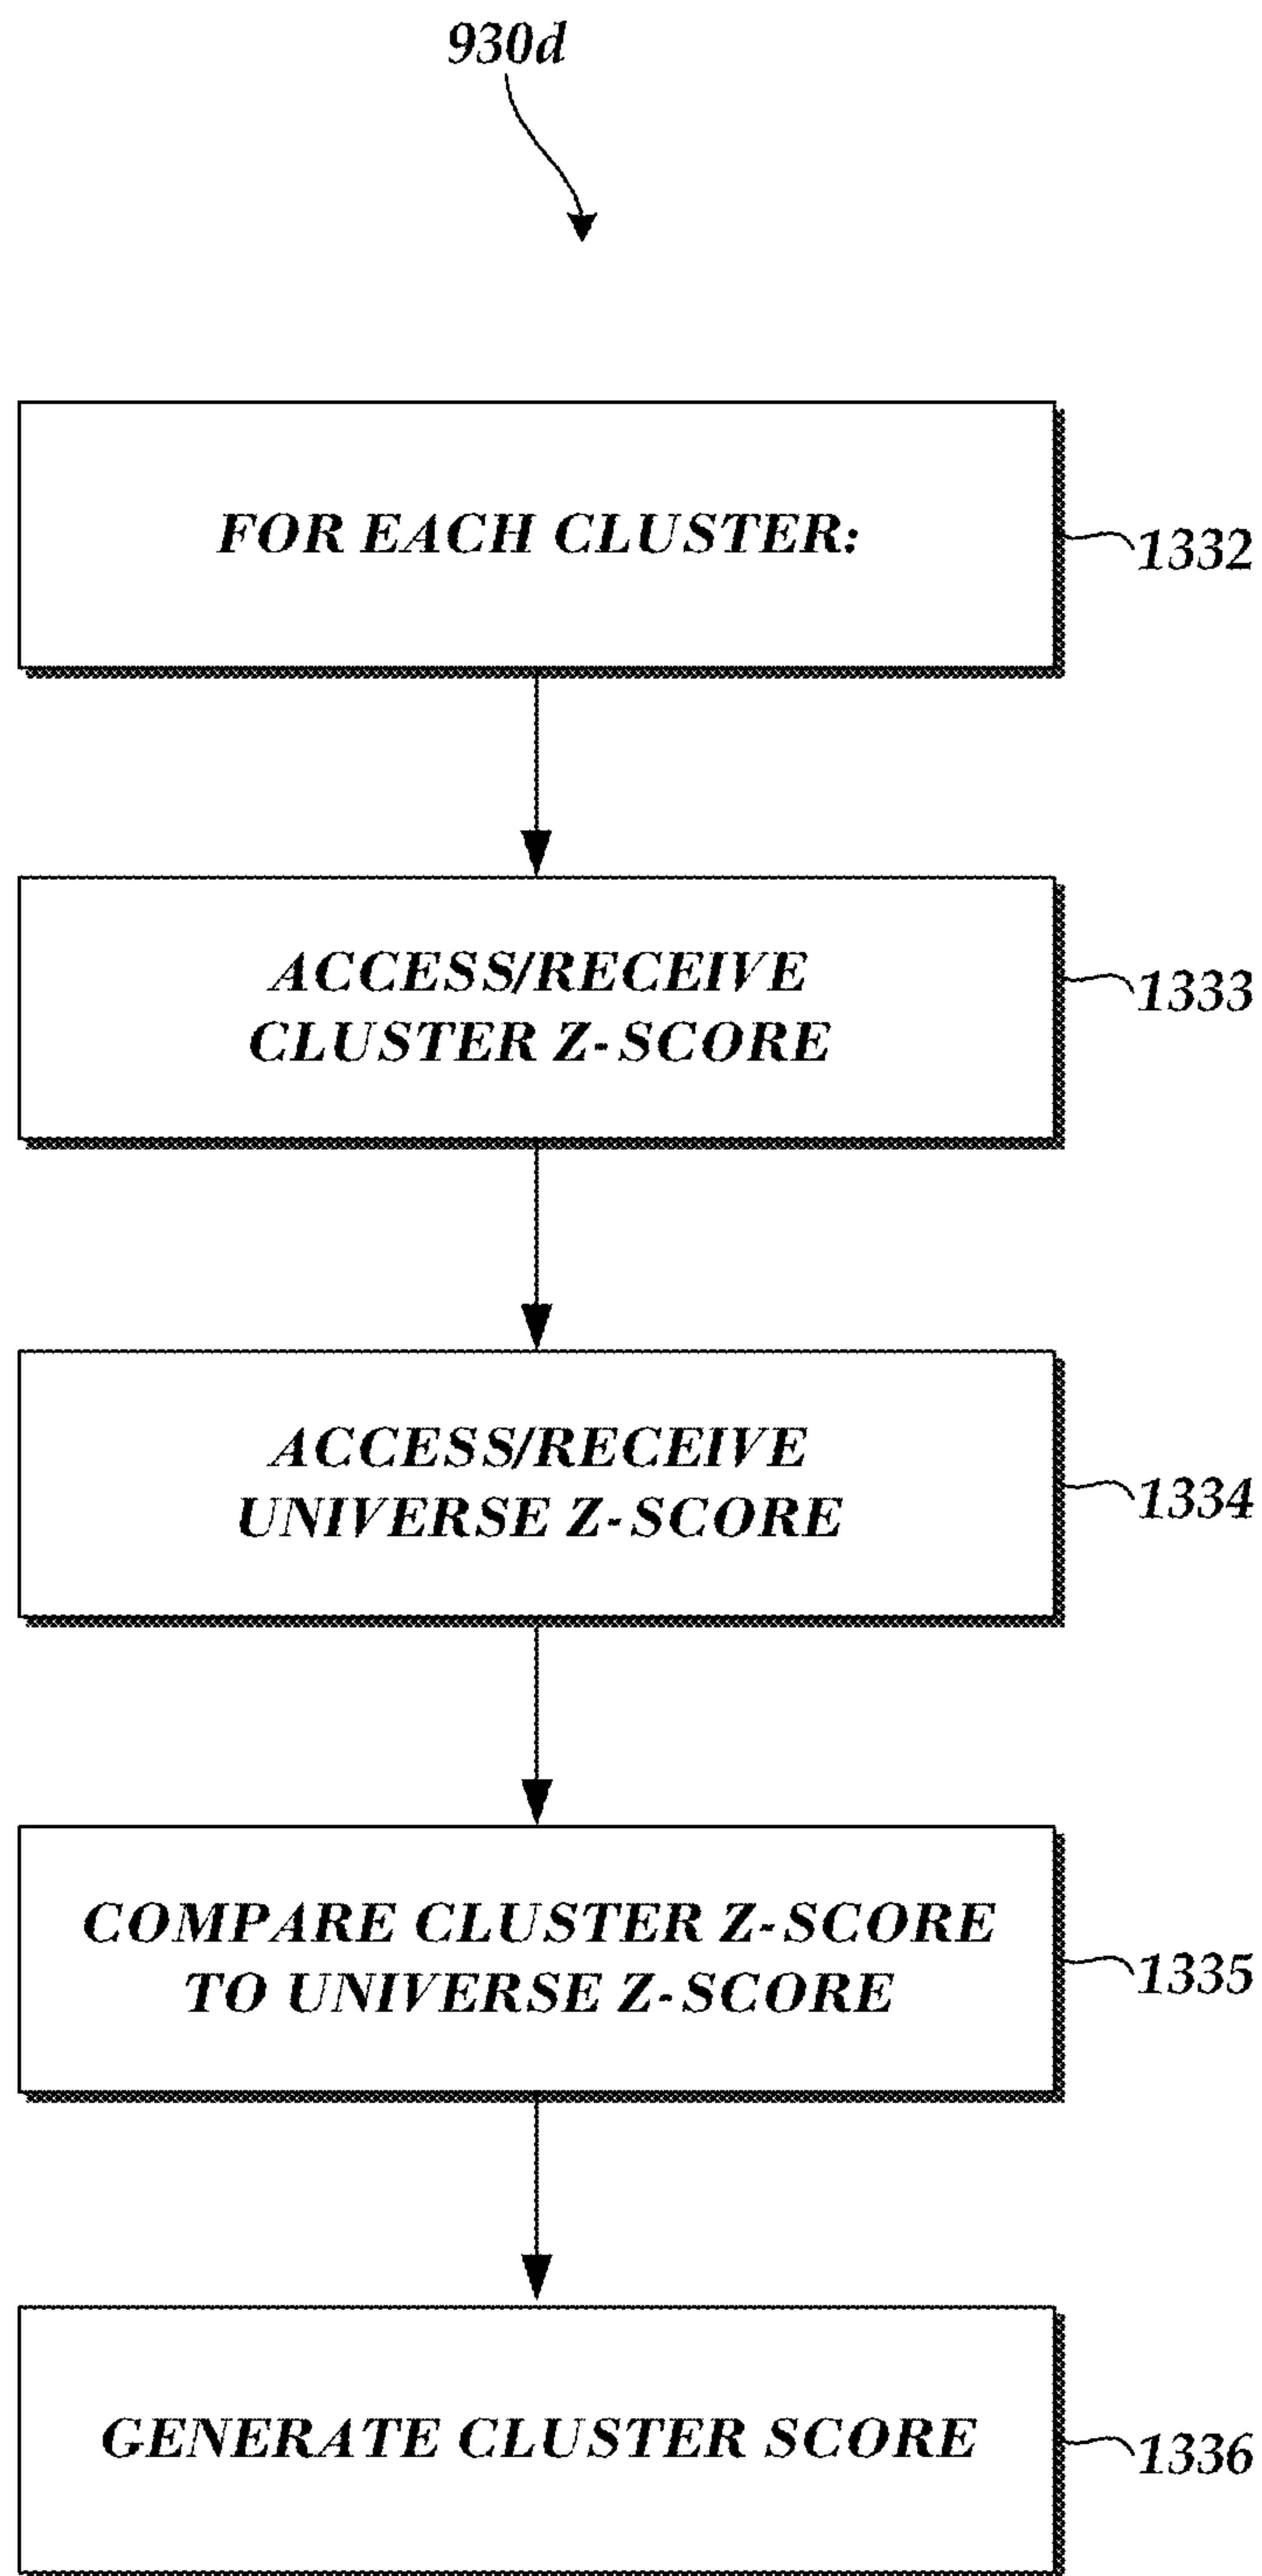 930d
FOR EACH CLUSTER:
1332
ACCESS/RECEIVE
CLUSTER Z-SCORE
1333
ACCESS/RECEIVE
UNIVERSE Z-SCORE
1334
COMPARE CLUSTER Z-SCORE
TO UNIVERSE Z-SCORE
1335
GENERATE CLUSTER SCORE
1336